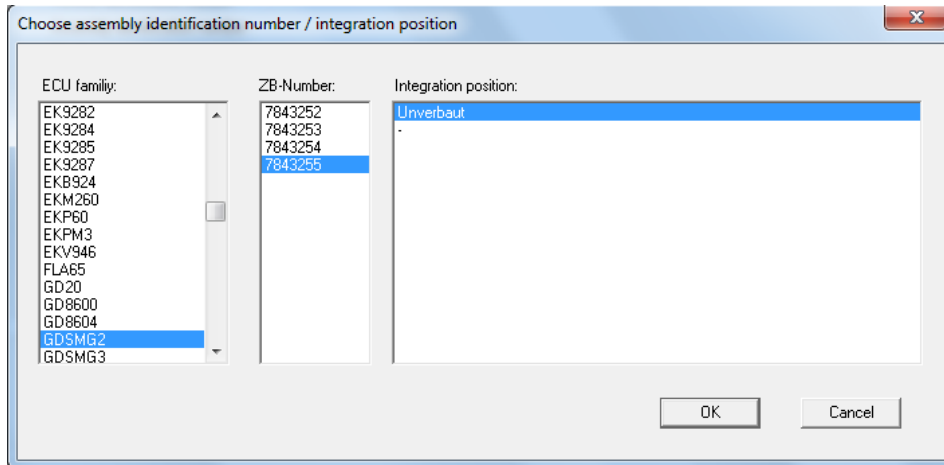 Choose assembly identification number / integration position
x
ECU familiy:
EK9282
EK9284
EK9285
EK9287
EKB924
EKM260
EKP60
EKPM3
EKV946
FLA65
GD20
GD8600
GD8604
GDSMG2
GDSMG3
ZB-Number:
7843252
7843253
7843254
7843255
Integration position:
Unverbaut
-
OK
Cancel